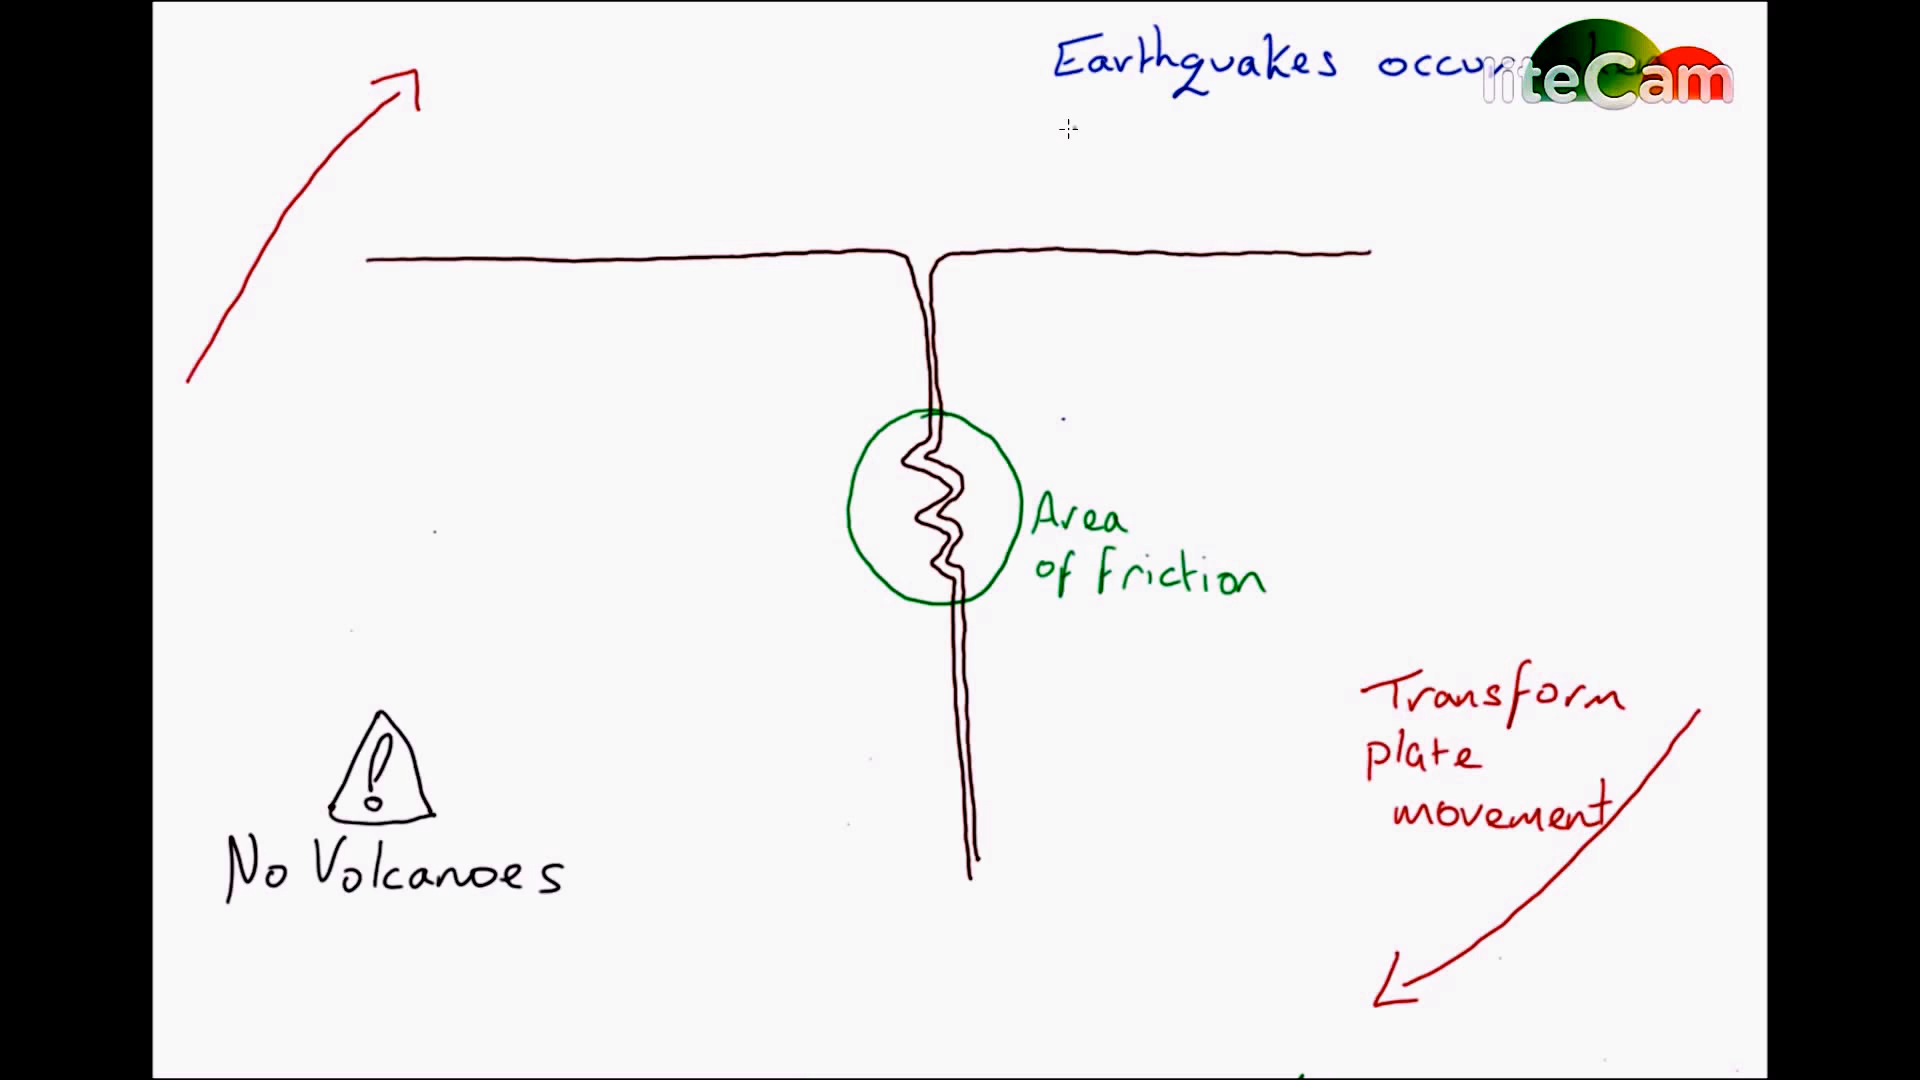 Earthquakes occur
liteCam
Area
of friction
Transform
plate
movement
!
No Volcanoes